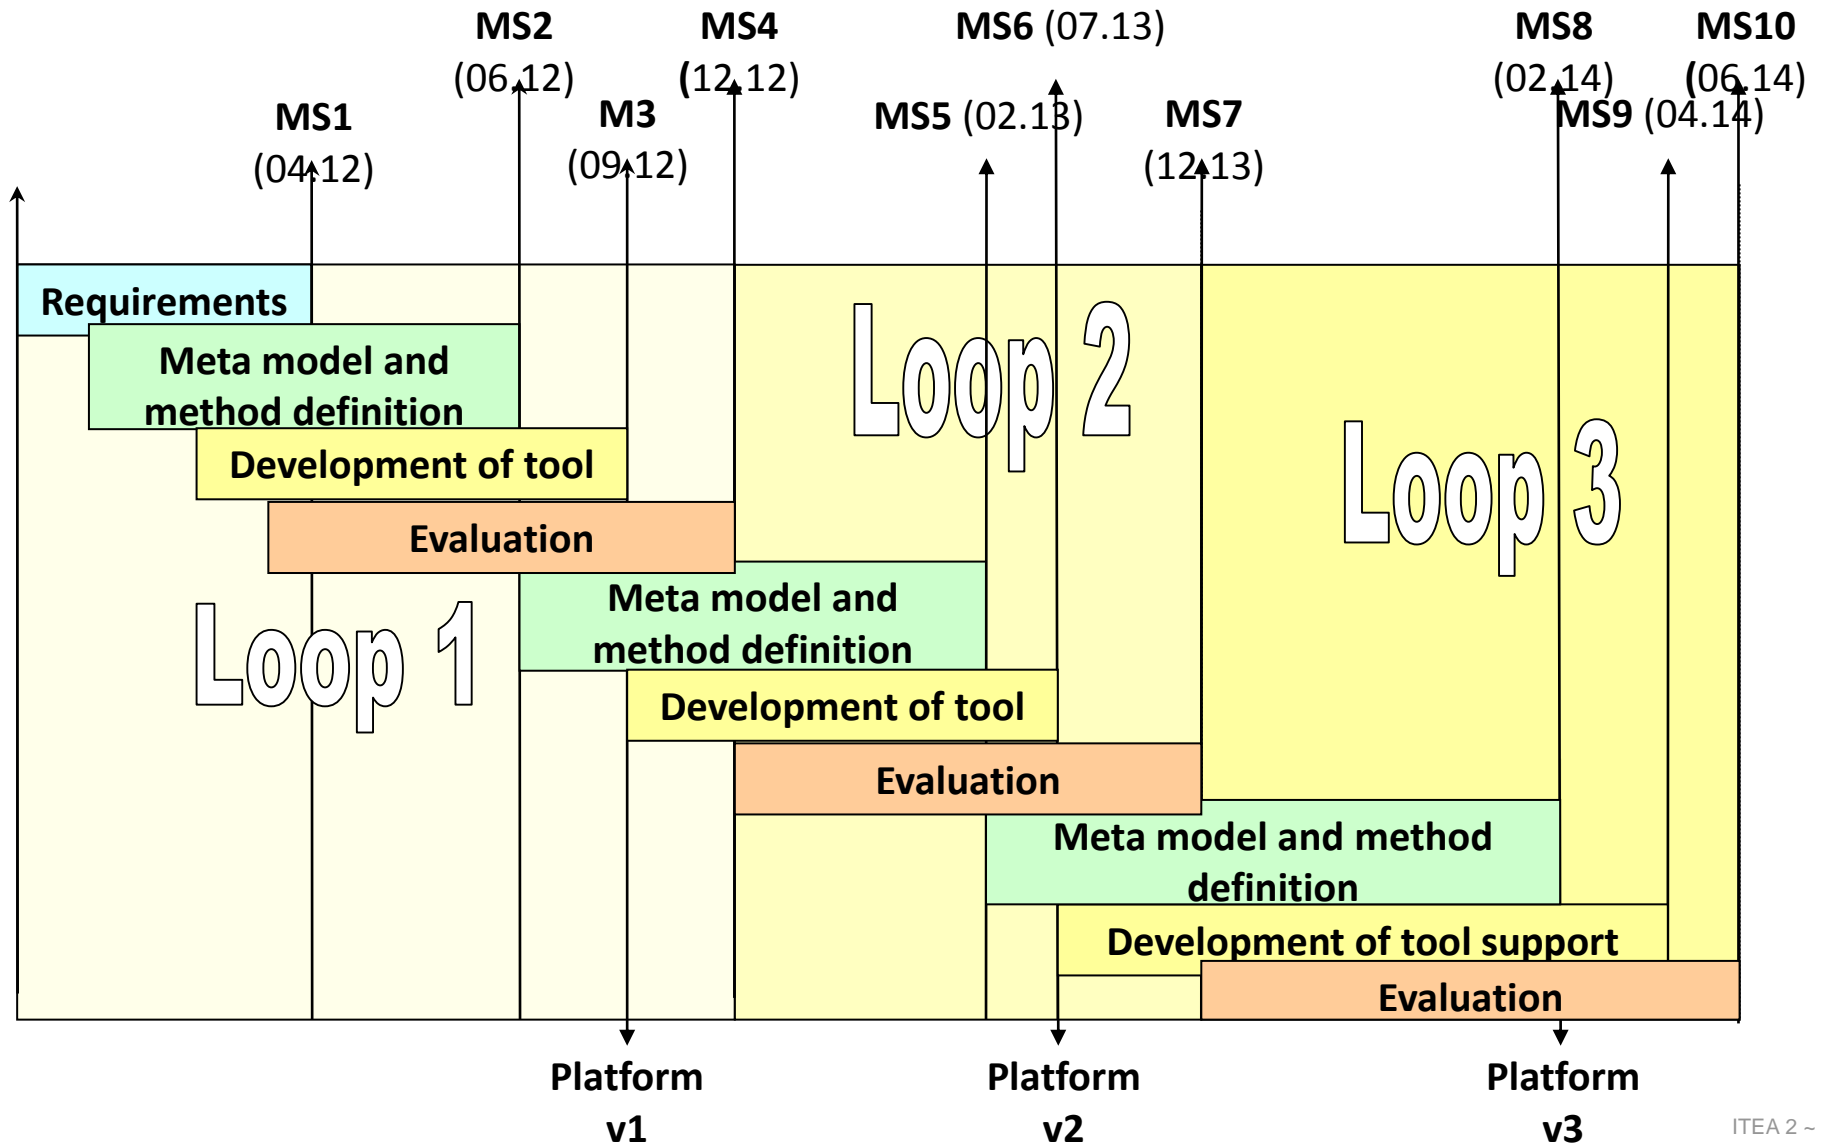 MS2
(06.12)
MS4
(12.12)
MS6 (07.13)
MS8
(02.14)
MS10
(06.14)
MS1
(04.12)
M3
(09.12)
MS5 (02.13)
MS7
(12.13)
MS9 (04.14)
Requirements
Meta model and
method definition
Development of tool
Evaluation
Loop 1
Loop 2
Loop 3
Meta model and
method definition
Development of tool
Evaluation
Meta model and method
definition
Development of tool support
Evaluation
Platform
v1
Platform
v2
Platform
v3
ITEA 2 ~